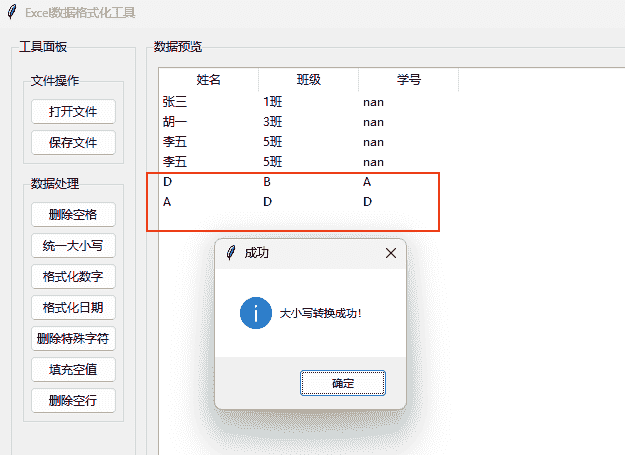 Excel数据格式化工具
工具面板
文件操作
打开文件
保存文件
数据处理
删除空格
统一大小写
格式化数字
格式化日期
删除特殊字符
填充空值
删除空行
数据预览
姓名 班级 学号
张三 1班 nan
胡一 3班 nan
李五 5班 nan
李五 5班 nan
D B A
A D D
成功
大小写转换成功！
确定